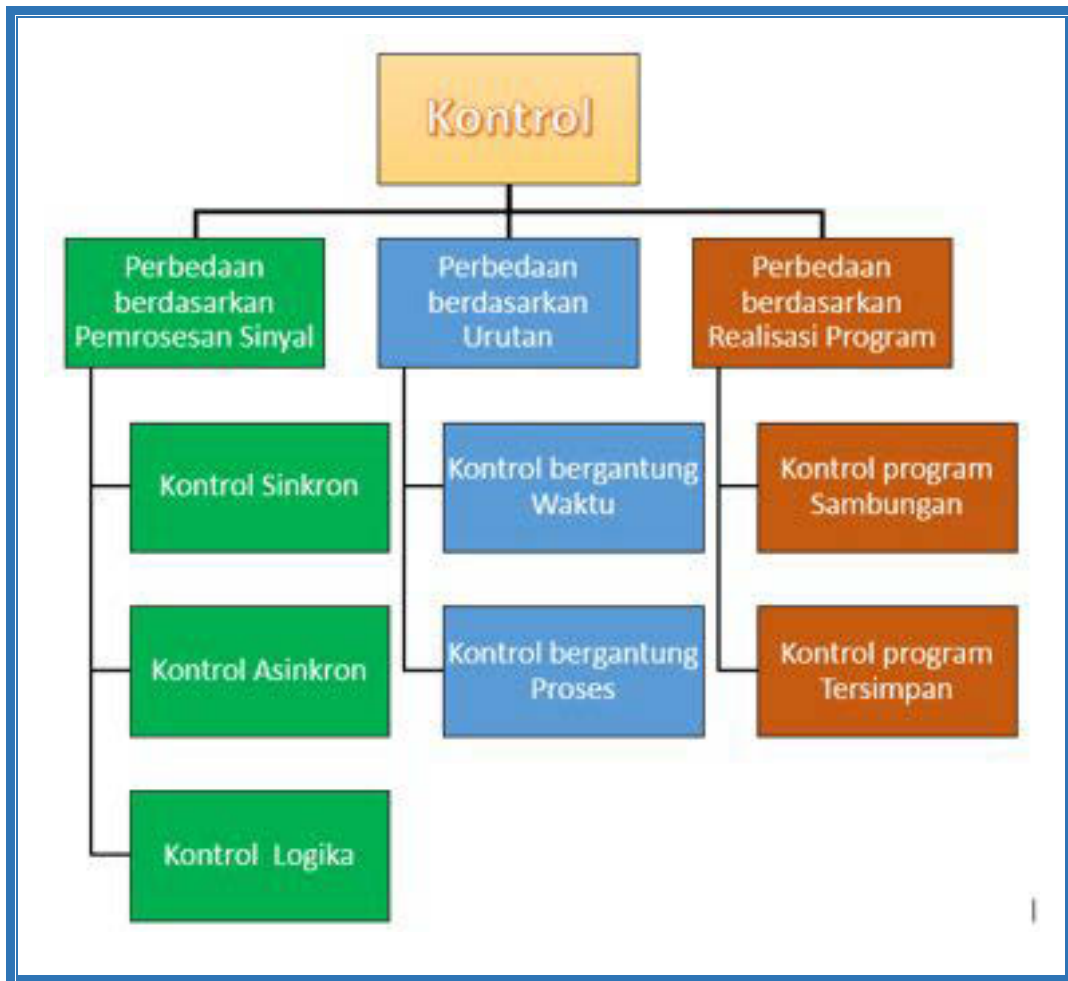 Kontrol
Perbedaan
berdasarkan
Pemrosesan Sinyal
Kontrol Sinkron
Kontrol Asinkron
Kontrol Logika
Perbedaan
berdasarkan
Urutan
Kontrol bergantung
Waktu
Kontrol bergantung
Proses
Perbedaan
berdasarkan
Realisasi Program
Kontrol program
Sambungan
Kontrol program
Tersimpan